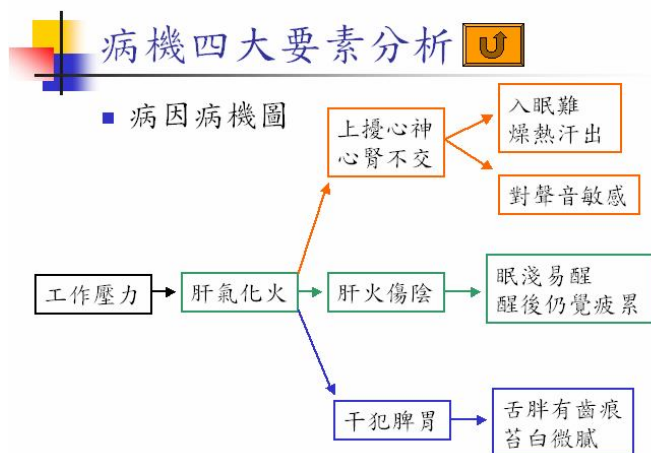 病機四大要素分析
病因病機圖
上擾心神
心腎不交
入眠難
燥熱汗出
對聲音敏感
工作壓力
肝氣化火
肝火傷陰
眠淺易醒
醒後仍覺疲累
干犯脾胃
舌胖有齒痕
苔白微膩